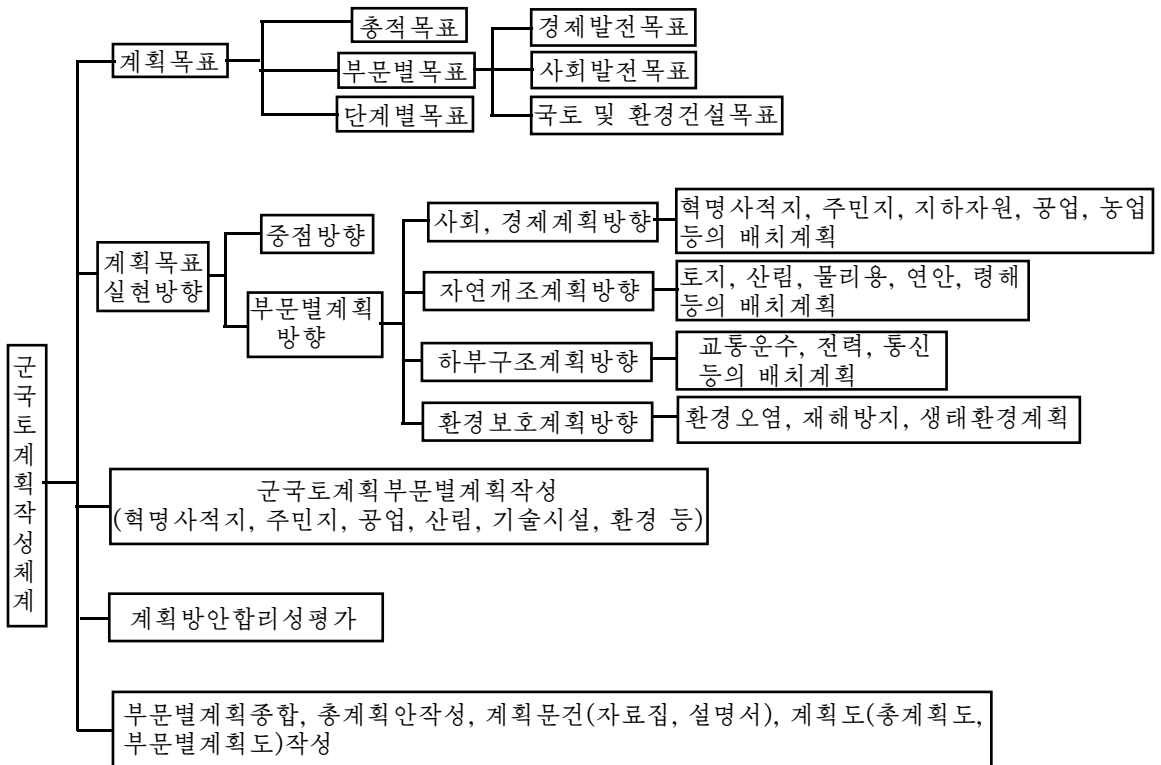 군국토계획작성체계
계획목표
총적목표
부문별목표
단계별목표
경제발전목표
사회발전목표
국토 및 환경건설목표
계획목표
실현방향
중점방향
부문별계획
방향
사회, 경제계획방향
혁명사적지, 주민지, 지하자원, 공업, 농업
등의 배치계획
자연개조계획방향
토지, 산림, 물리용, 연안, 령해
등의 배치계획
하부구조계획방향
교통운수, 전력, 통신
등의 배치계획
환경보호계획방향
환경오염, 재해방지, 생태환경계획
군국토계획부문별계획작성
(혁명사적지, 주민지, 공업, 산림, 기술시설, 환경 등)
계획방안합리성평가
부문별계획종합, 총계획안작성, 계획문건(자료집, 설명서), 계획도(총계획도,
부문별계획도)작성